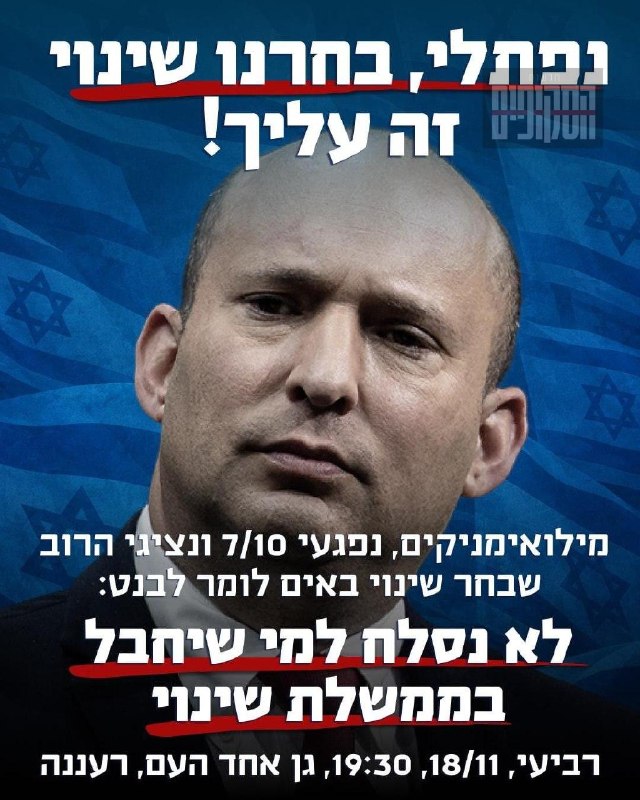 נפתלי, בחרנו שינוי
זה עליך!
מילואימניקים, נפגעי 7/10 ונציגי הרוב
שבחר שינוי באים לומר לבנט:
לא נסלח למי שיחבל
בממשלת שינוי
רביעי, 18/11, 19:30, גן אחד העם, רעננה